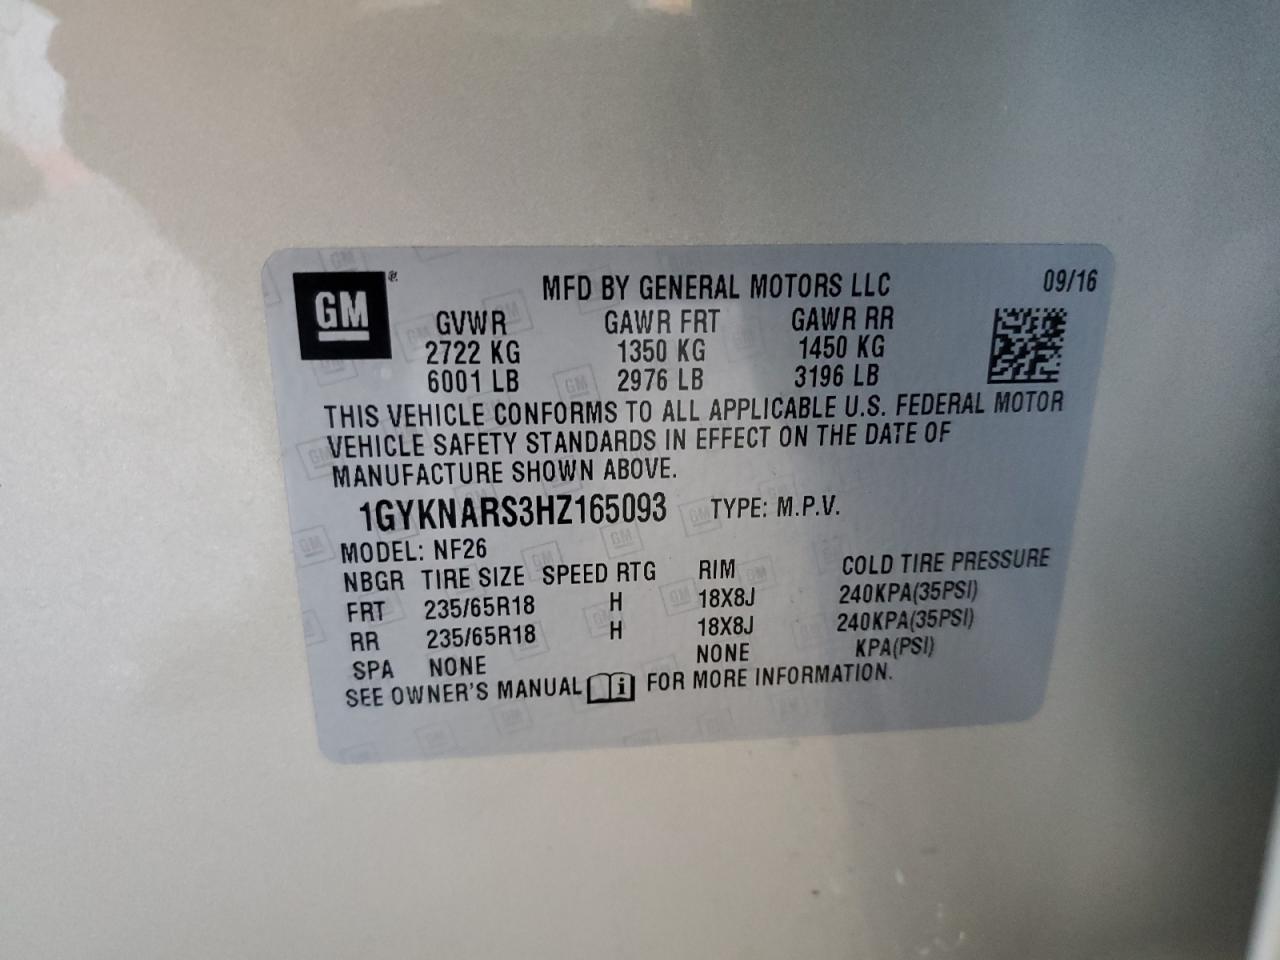 GM ® MFD BY GENERAL MOTORS LLC 09/16
GVWR GAWR FRT GAWR RR
2722 KG 1350 KG 1450 KG
6001 LB 2976 LB 3196 LB
THIS VEHICLE CONFORMS TO ALL APPLICABLE U.S. FEDERAL MOTOR
VEHICLE SAFETY STANDARDS IN EFFECT ON THE DATE OF
MANUFACTURE SHOWN ABOVE.
1GYKNARS3HZ165093 TYPE: M.P.V.
MODEL: NF26
NBGR TIRE SIZE SPEED RTG RIM COLD TIRE PRESSURE
FRT 235/65R18 H 18X8J 240KPA(35PSI)
RR 235/65R18 H 18X8J 240KPA(35PSI)
SPA NONE NONE KPA(PSI)
SEE OWNER'S MANUAL i FOR MORE INFORMATION.